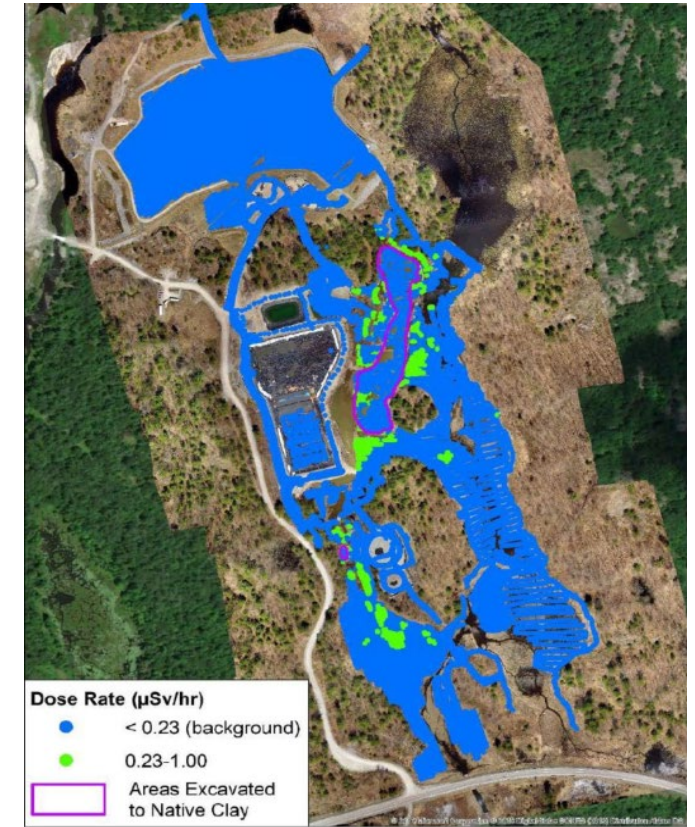 Dose Rate (µSv/hr)
< 0.23 (background)
0.23-1.00
Areas Excavated
to Native Clay